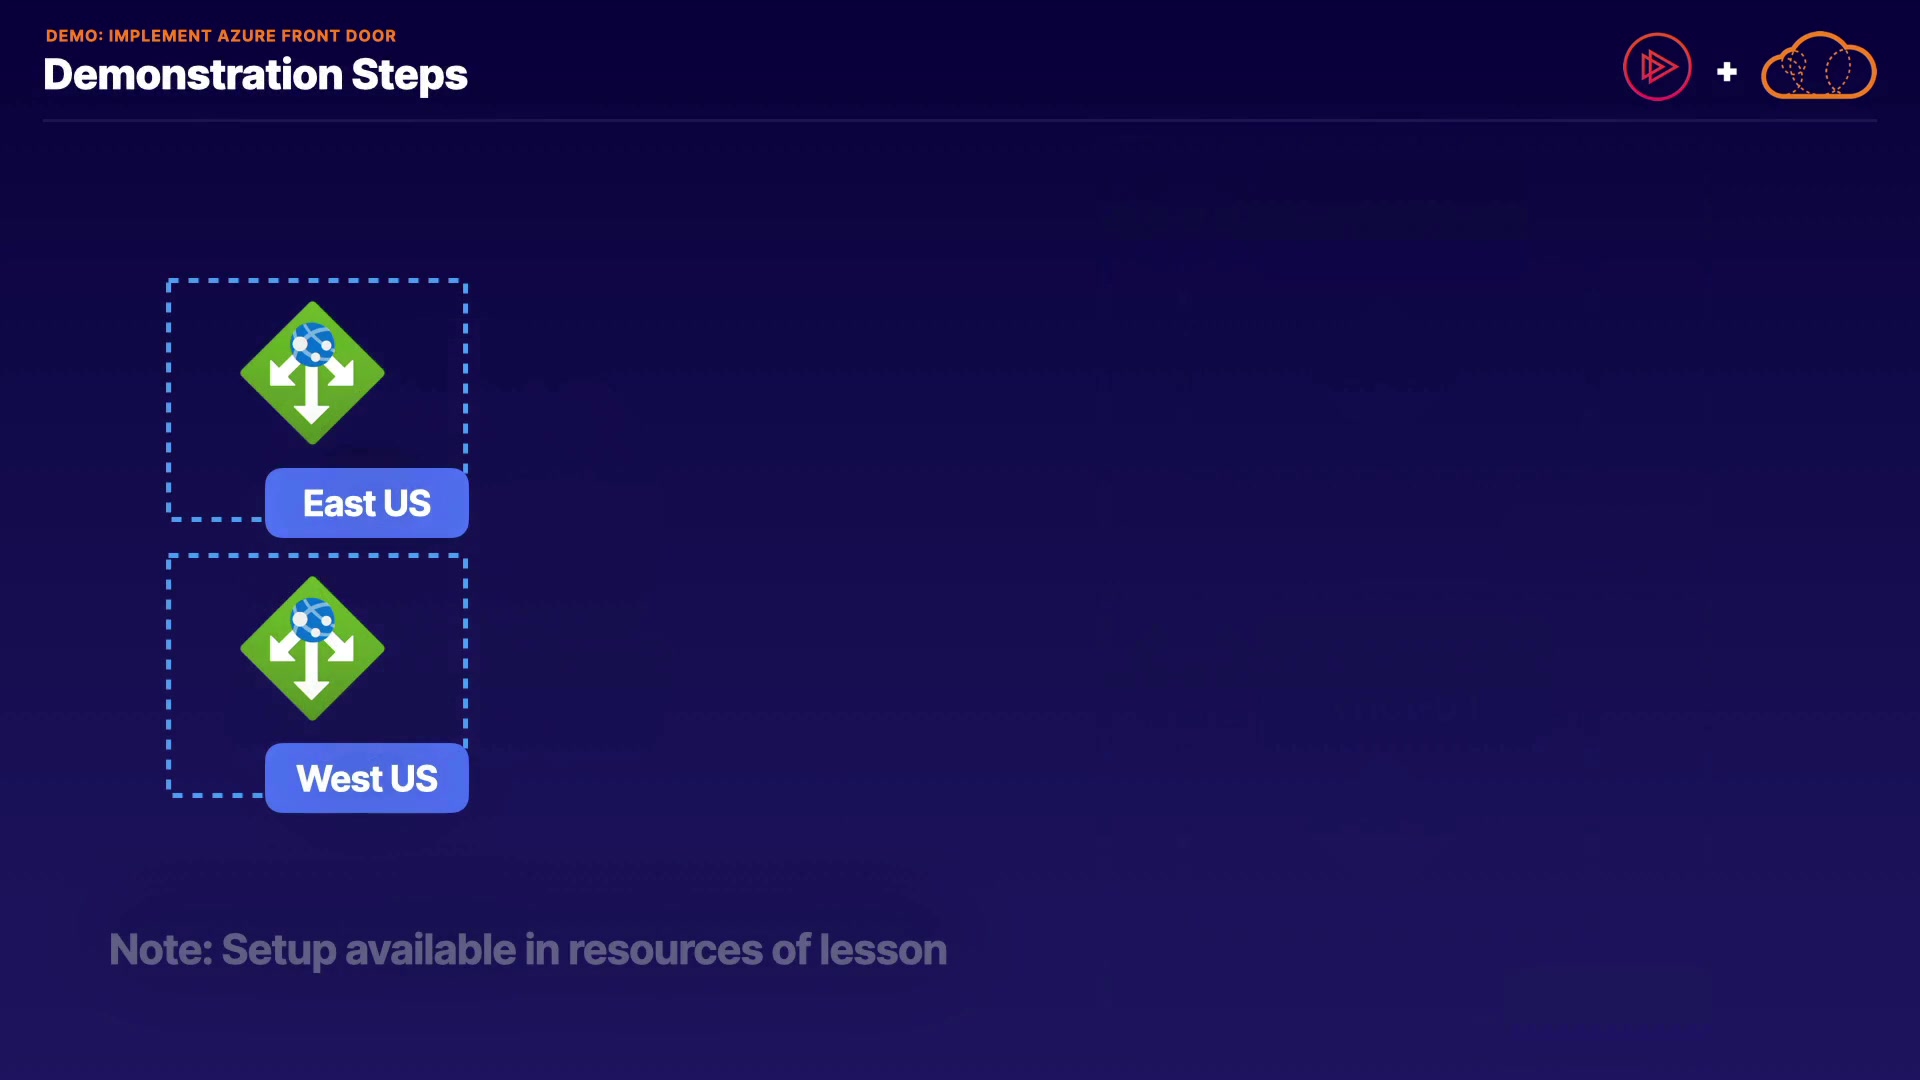 DEMO: IMPLEMENT AZURE FRONT DOOR
Demonstration Steps
East US
West US
Note: Setup available in resources of lesson